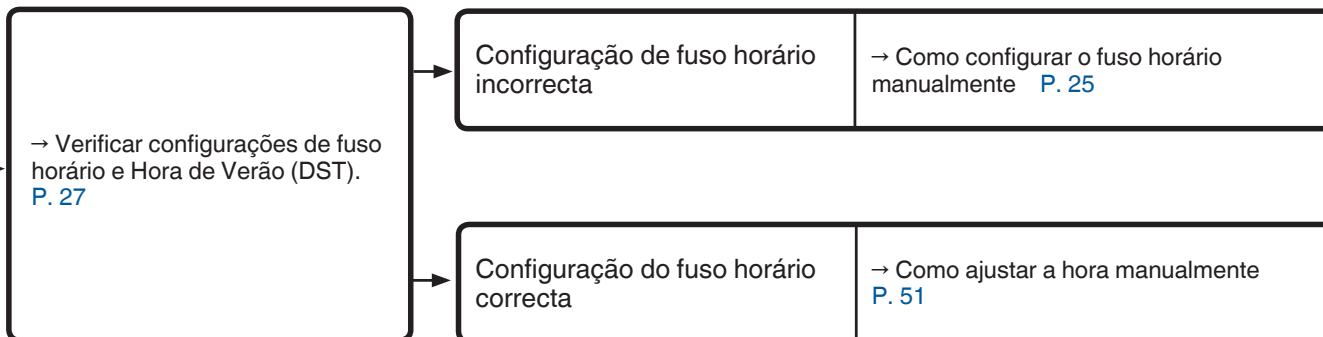 → Verificar configurações de fuso
horário e Hora de Verão (DST).
P. 27
Configuração de fuso horário
incorrecta
→ Como configurar o fuso horário
manualmente P. 25
Configuração do fuso horário
correcta
→ Como ajustar a hora manualmente
P. 51